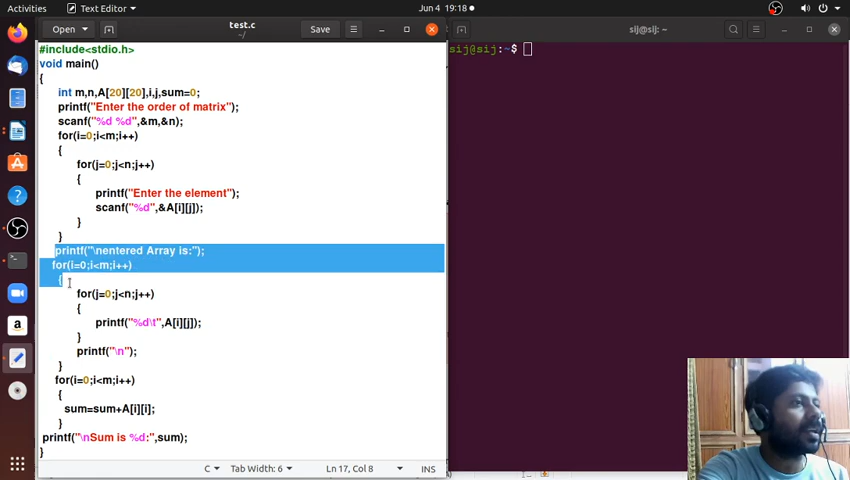 Activities
Text Editor
Jun 4 19:18
Open
test.c
~/
Save
sij@sij: ~
#include<stdio.h>
void main()
{
int m,n,A[20][20],i,j,sum=0;
printf("Enter the order of matrix");
scanf("%d %d",&m,&n);
for(i=0;i<m;i++)
{
for(j=0;j<n;j++)
{
printf("Enter the element");
scanf("%d",&A[i][j]);
}
}
printf("\nentered Array is:");
for(i=0;i<m;i++)
{
for(j=0;j<n;j++)
{
printf("%d\t",A[i][j]);
}
printf("\n");
}
for(i=0;i<m;i++)
{
sum=sum+A[i][i];
}
printf("\nSum is %d:",sum);
}
C
Tab Width: 6
Ln 17, Col 8
INS
sij@sij:~$